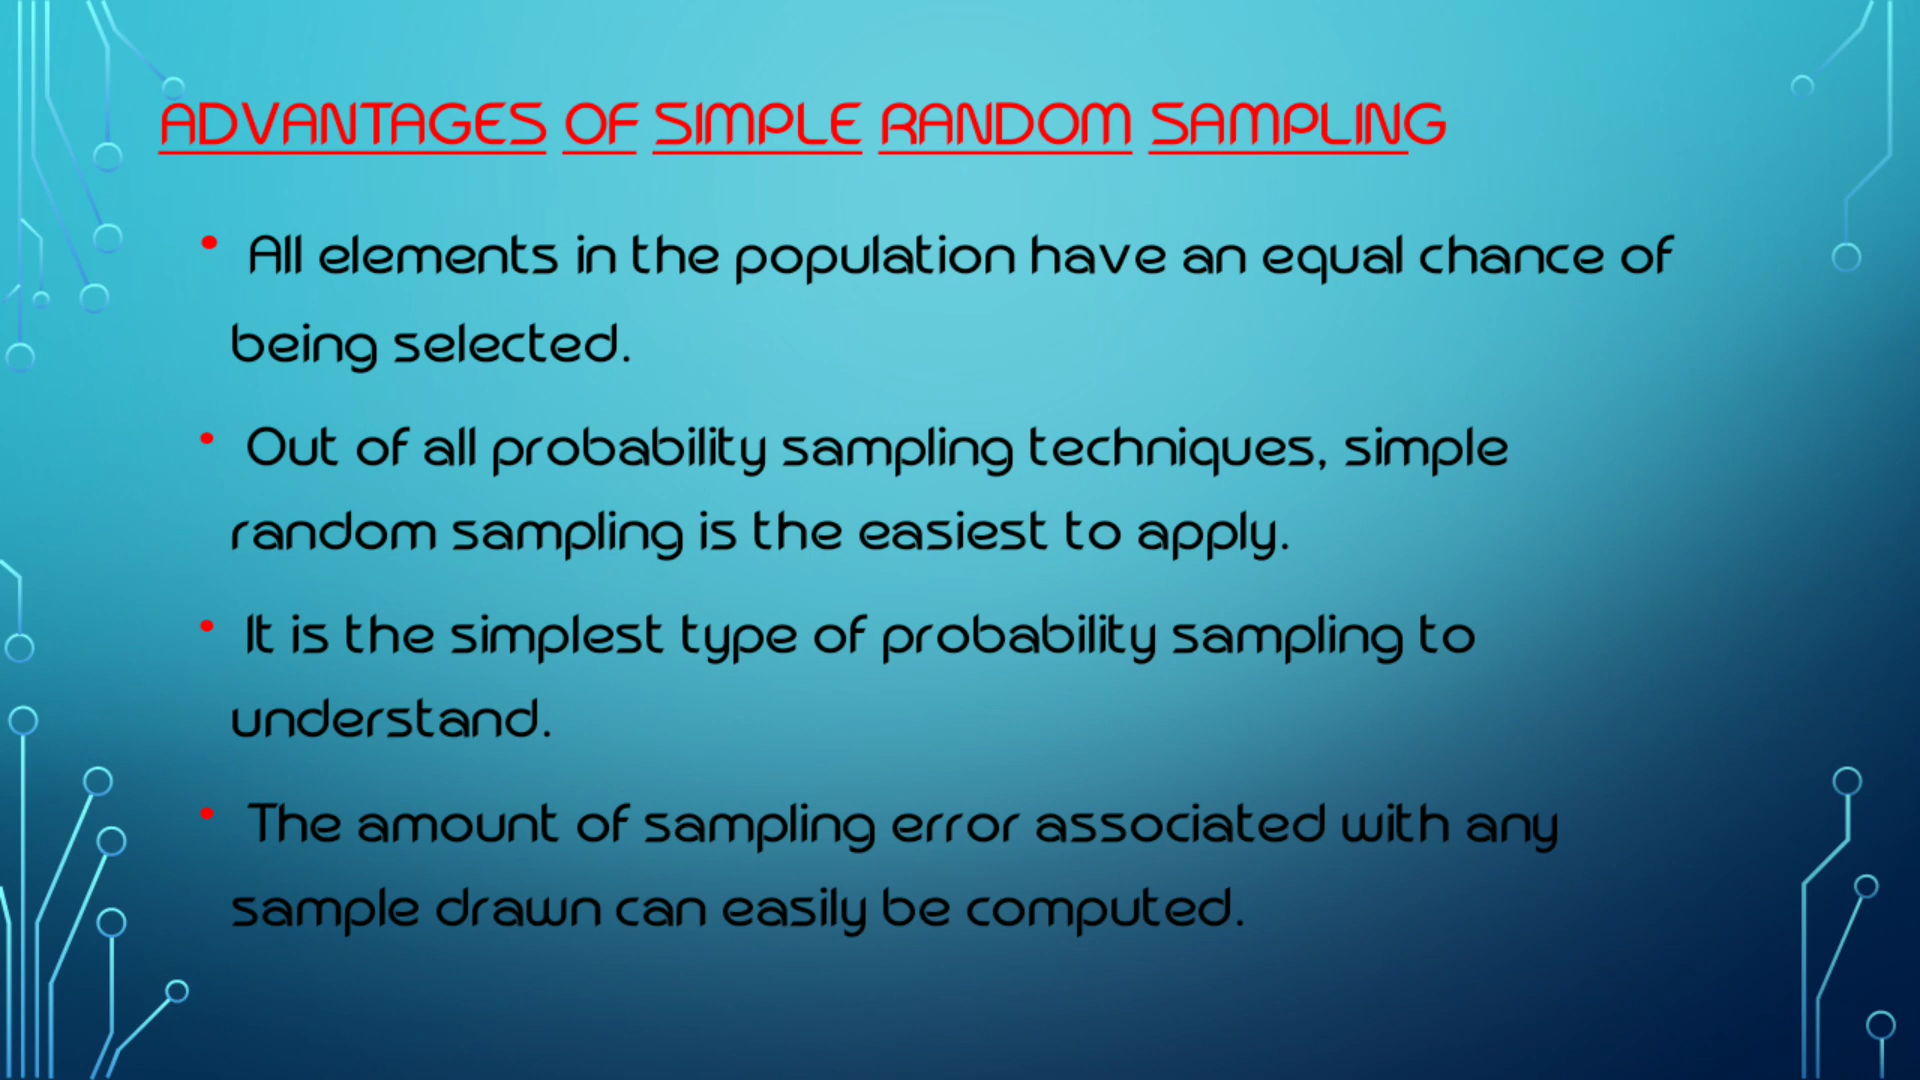 ADVANTAGES OF SIMPLE RANDOM SAMPLING
• All elements in the population have an equal chance of
being selected.
• Out of all probability sampling techniques, simple
random sampling is the easiest to apply.
• It is the simplest type of probability sampling to
understand.
• The amount of sampling error associated with any
sample drawn can easily be computed.